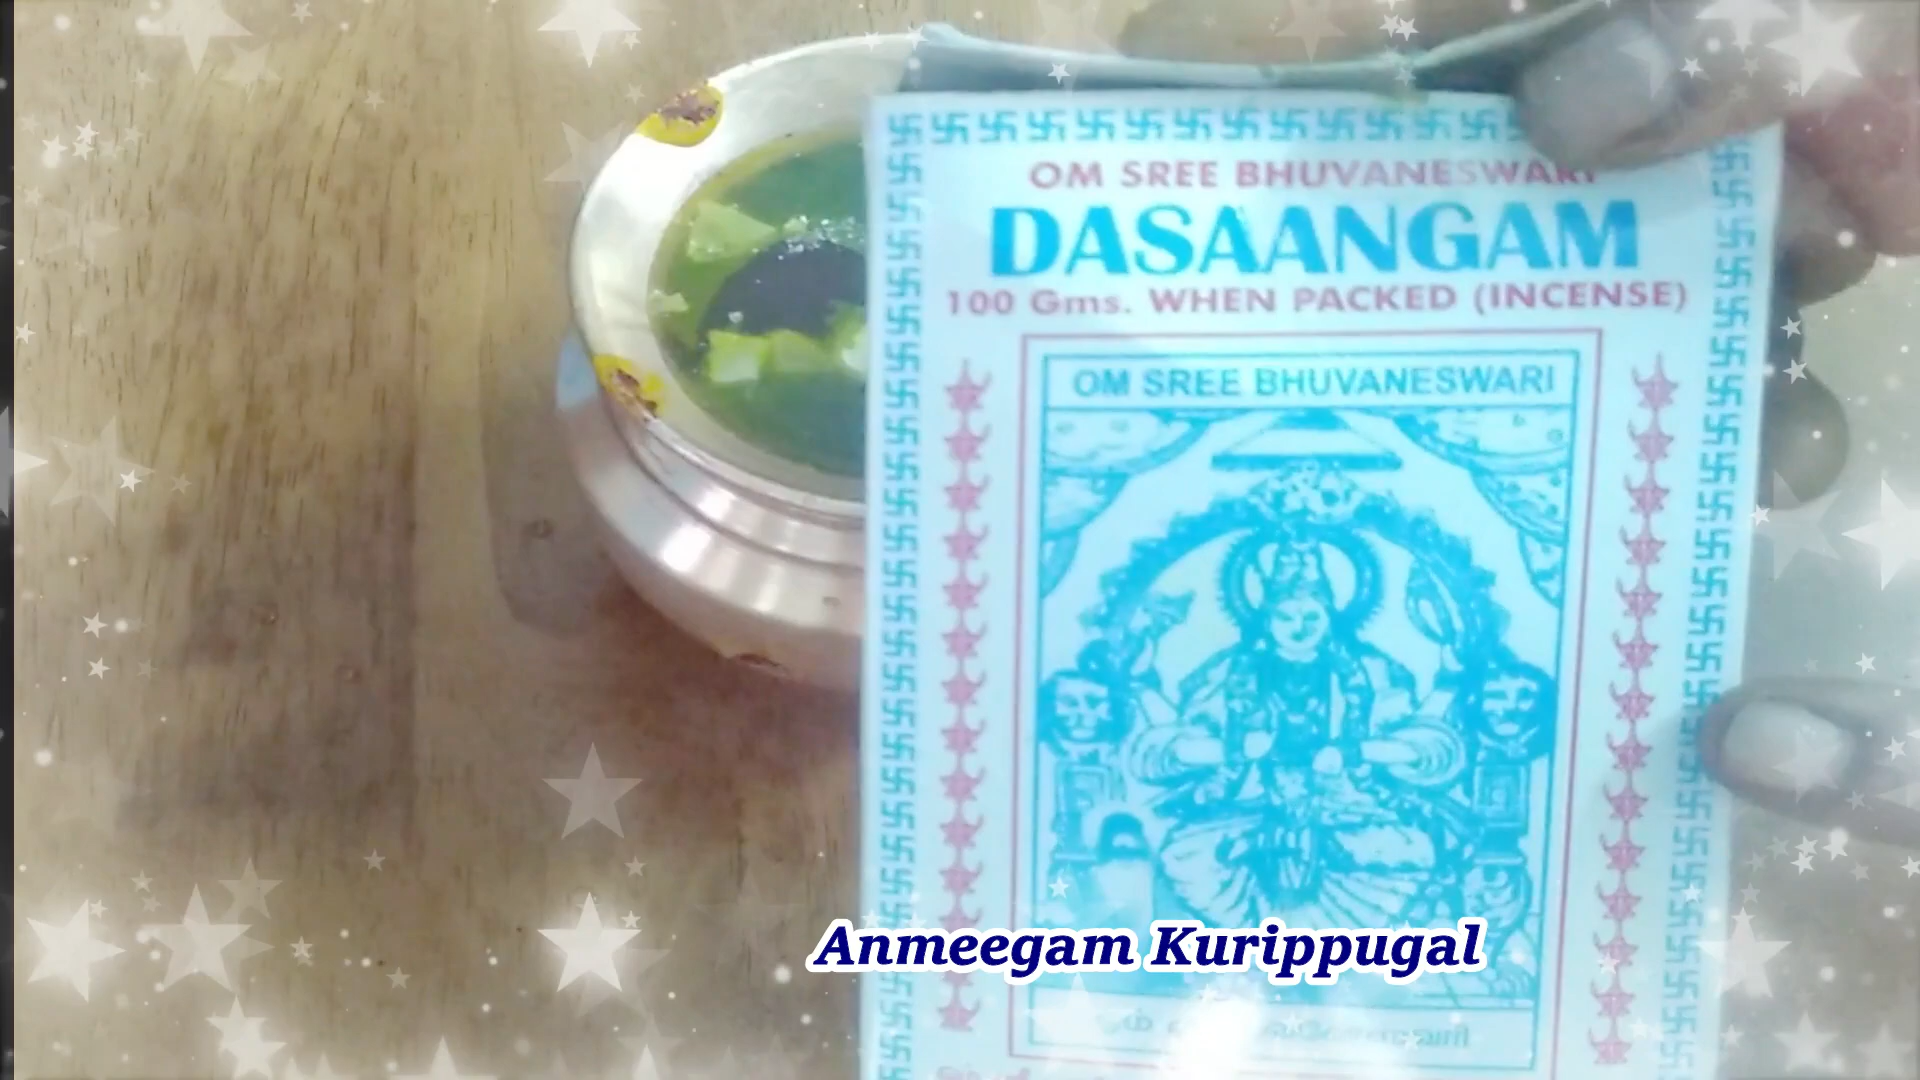 OM SREE BHUVANESWARI
DASAANGAM
100 Gms. WHEN PACKED (INCENSE)
OM SREE BHUVANESWARI
Anmeegam Kurippugal